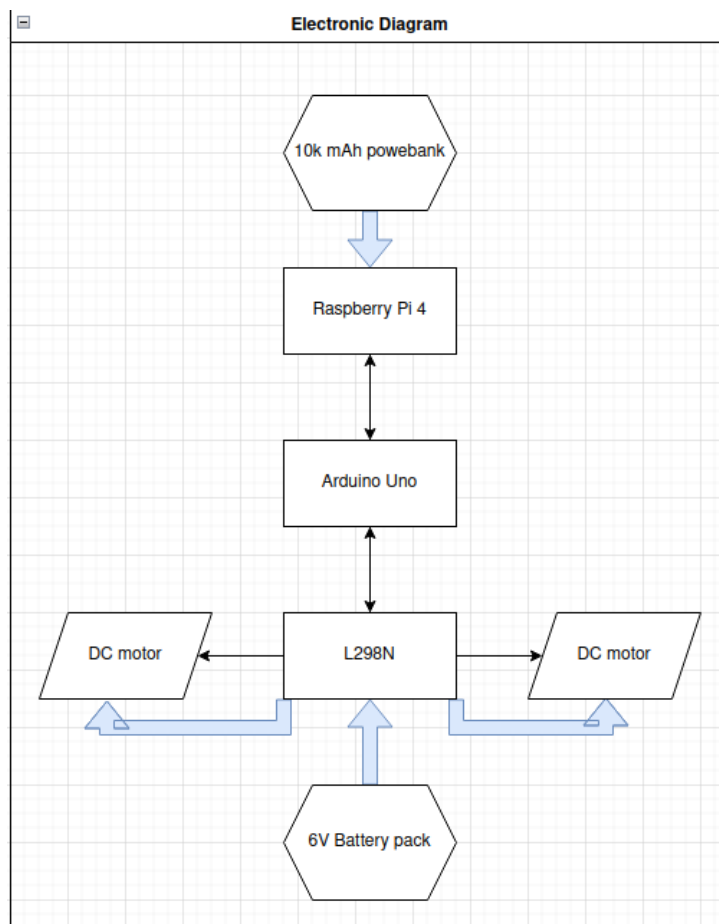 Electronic Diagram
10k mAh powebank
Raspberry Pi 4
Arduino Uno
DC motor
L298N
DC motor
6V Battery pack